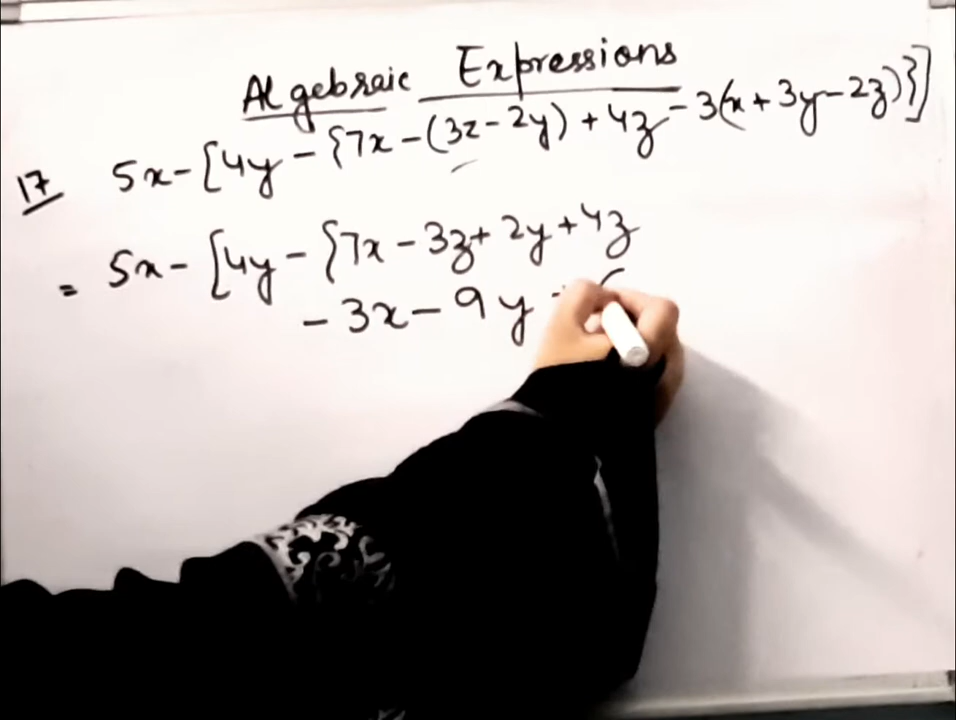 Algebraic Expressions
17 5x-[4y-{7x-(3z-2y)+4z-3(x+3y-2z)}]
= 5x-[4y-{7x-3z+2y+4z
-3x-9y